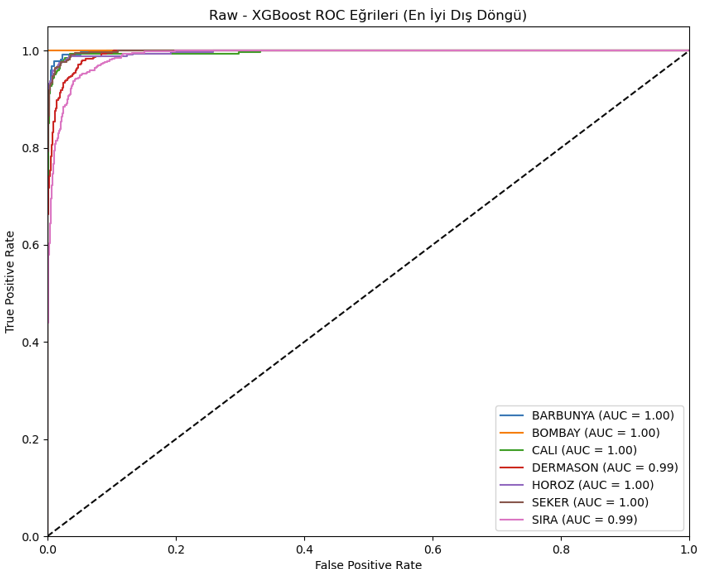 Raw - XGBoost ROC Eğrileri (En İyi Dış Döngü)
True Positive Rate
1.0
0.8
0.6
0.4
0.2
0.0
BARBUNYA (AUC = 1.00)
BOMBAY (AUC = 1.00)
CALI (AUC = 1.00)
DERMASON (AUC = 0.99)
HOROZ (AUC = 1.00)
SEKER (AUC = 1.00)
SIRA (AUC = 0.99)
0.0 0.2 0.4 0.6 0.8 1.0
False Positive Rate